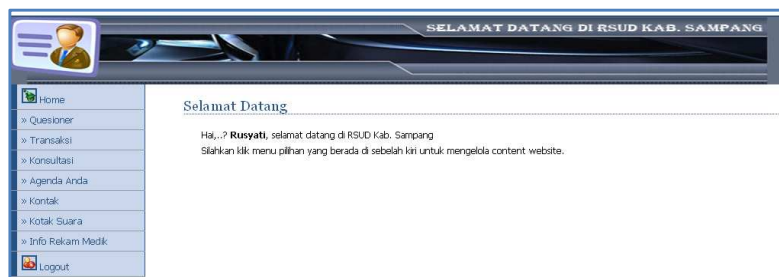 SELAMAT DATANG DI RSUD KAB. SAMPANG
Home
» Quesioner
» Transaksi
» Konsultasi
» Agenda Anda
» Kontak
» Kotak Suara
» Info Rekam Medik
Logout
Selamat Datang
Hai,..? Rusyati, selamat datang di RSUD Kab. Sampang
Silahkan klik menu pilihan yang berada di sebelah kiri untuk mengelola content website.